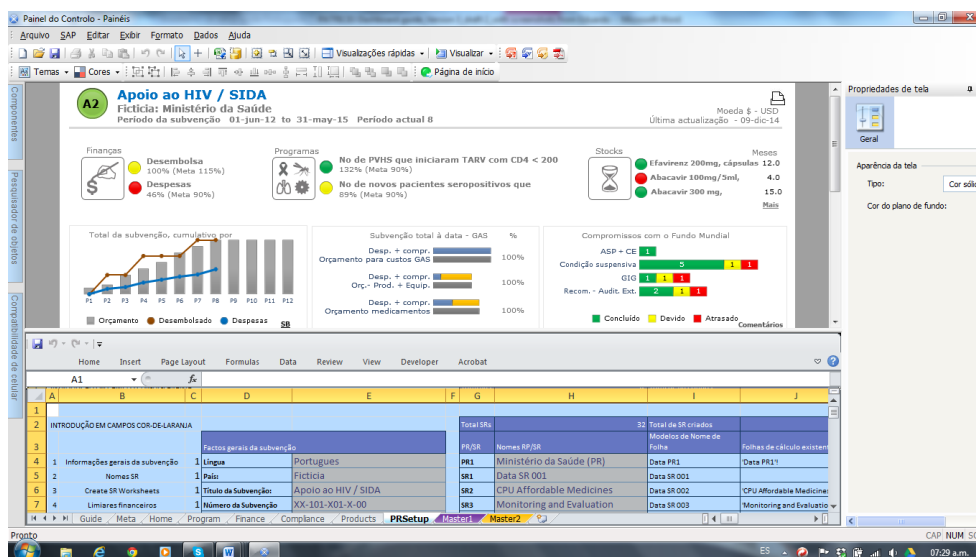 Painel do Controlo - Painéis
Arquivo SAP Editar Exibir Formato Dados Ajuda
Visualizações rápidas Visualizar
Temas Cores Página de início
Componentes
Pesquisador de objetos
Compatibilidade de celular
A2
Apoio ao HIV / SIDA
Ficticia: Ministério da Saúde
Período da subvenção 01-jun-12 to 31-may-15 Período actual 8
Moeda $ - USD
Última actualização - 09-dic-14
Finanças
Desembolsa
100% (Meta 115%)
Despesas
46% (Meta 90%)
Programas
No de PVHS que iniciaram TARV com CD4 < 200
132% (Meta 90%)
No de novos pacientes seropositivos que
89% (Meta 90%)
Stocks Meses
Efavirenz 200mg, cápsulas 12.0
Abacavir 100mg/5ml, 4.0
Abacavir 300 mg, 15.0
Mais
Total da subvenção, cumulativo por
P1 P2 P3 P4 P5 P6 P7 P8 P9 P10 P11 P12
Orçamento Desembolsado Despesas SB
Subvenção total à data - GAS %
Desp. + compr.
Orçamento para custos GAS 100%
Desp. + compr.
Orç.- Prod. + Equip. 100%
Desp. + compr.
Orçamento medicamentos 100%
Compromissos com o Fundo Mundial
ASP + CE 1
Condição suspensiva 5 1 1
GIG 1 1 1
Recom. - Audit. Ext. 2 1 1
Concluído Devido Atrasado
Comentários
Propriedades de tela
Geral
Aparência da tela
Tipo: Cor sólid
Cor do plano de fundo:
Home Insert Page Layout Formulas Data Review View Developer Acrobat
A1 fx
A B C D E F G H I J
1
2 INTRODUÇÃO EM CAMPOS COR-DE-LARANJA Total SRs 32 Total de SR criados
3 Factos gerais da subvenção PR/SR Nomes RP/SR Modelos de Nome de Folha Folhas de cálculo existent
4 1 Informações gerais da subvenção 1 Língua Portugues PR1 Ministério da Saúde (PR) Data PR1 'Data PR1'!
5 2 Nomes SR 1 País: Ficticia SR1 Data SR 001 Data SR 001
6 3 Create SR Worksheets 1 Título da Subvenção: Apoio ao HIV / SIDA SR2 CPU Affordable Medicines Data SR 002 'CPU Affordable Medicine
7 4 Limiares financeiros 1 Número da Subvenção XX-101-X01-X-00 SR3 Monitoring and Evaluation Data SR 003 'Monitoring and Evaluatio
Guide Meta Home Program Finance Compliance Products PRSetup Master1 Master2
Pronto CAP NUM
ES 07:29 a.m.